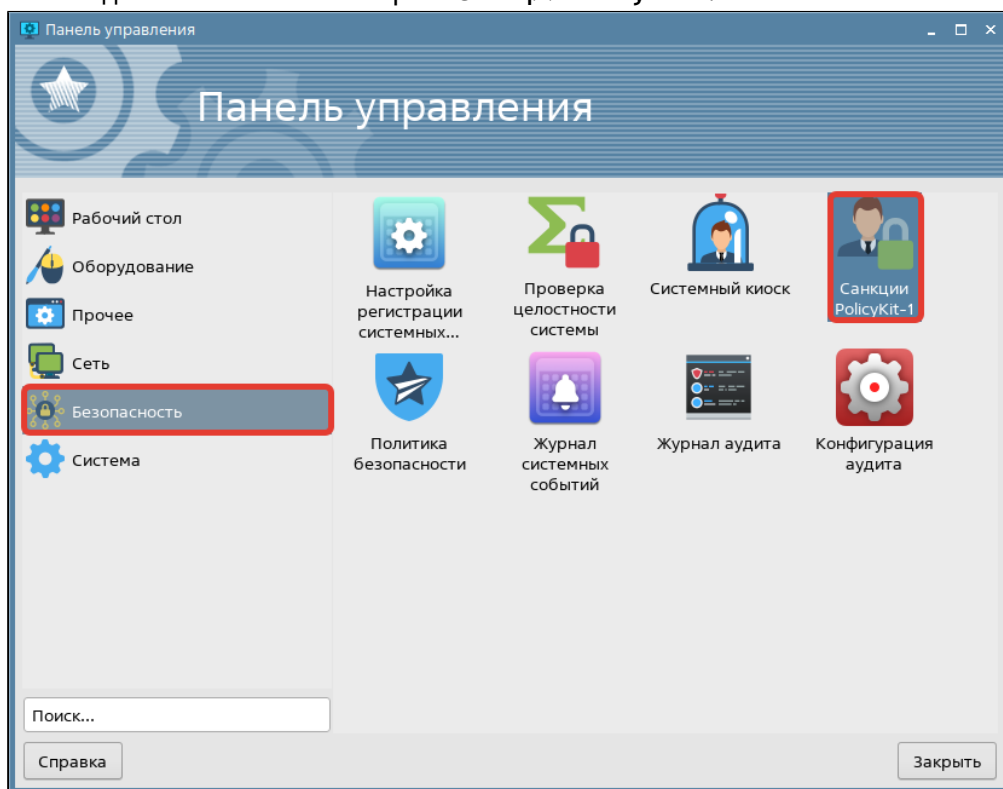 Панель управления
Панель управления
Рабочий стол
Оборудование
Прочее
Сеть
Безопасность
Система
Настройка
регистрации
системных...
Проверка
целостности
системы
Системный киоск
Санкции
PolicyKit-1
Политика
безопасности
Журнал
системных
событий
Журнал аудита
Конфигурация
аудита
Поиск...
Справка
Закрыть